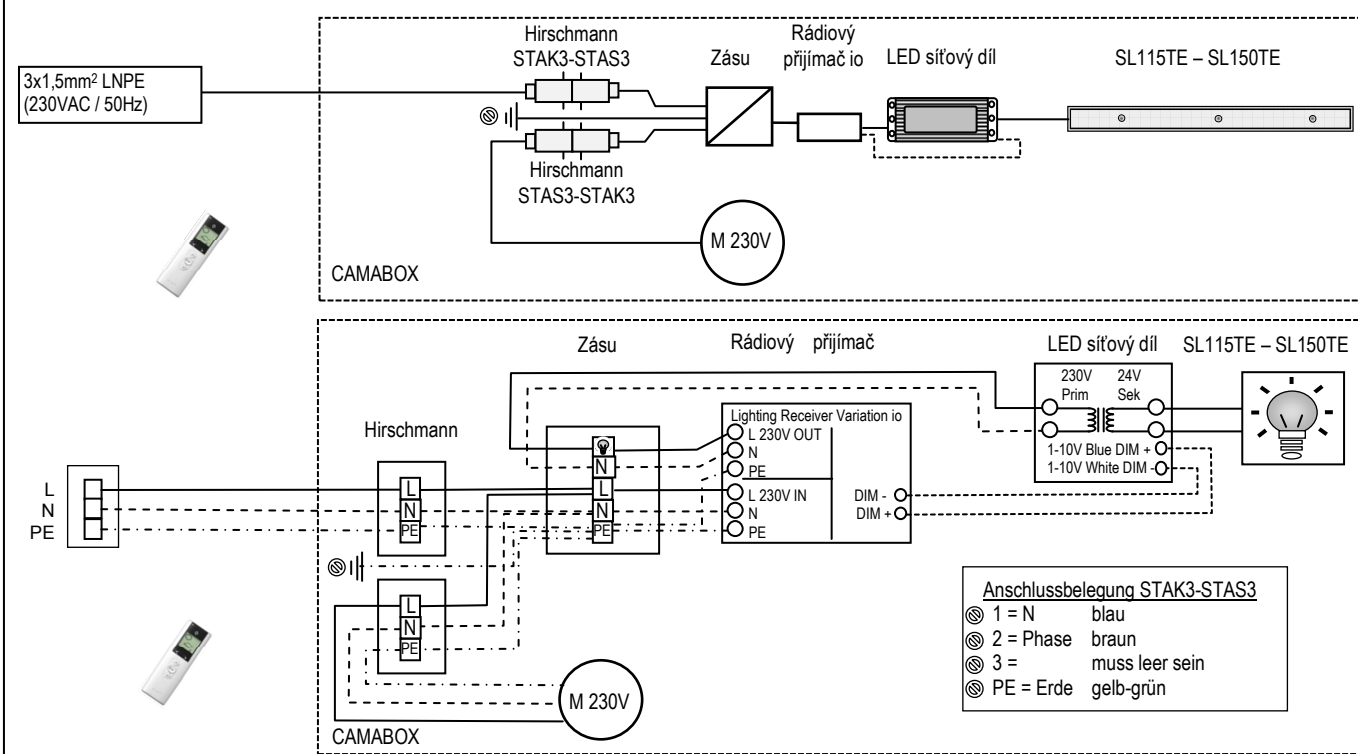 Hirschmann
STAK3-STAS3
Zásu
Rádiový
přijímač io
LED síťový díl
SL115TE – SL150TE
3x1,5mm² LNPE
(230VAC / 50Hz)
Hirschmann
STAS3-STAK3
M 230V
CAMABOX
Zásu
Rádiový přijímač
LED síťový díl
SL115TE – SL150TE
230V
Prim
24V
Sek
1-10V Blue DIM +
1-10V White DIM -
Hirschmann
Lighting Receiver Variation io
L 230V OUT
N
PE
L 230V IN
N
PE
DIM -
DIM +
N
L
N
PE
L
N
PE
L
N
PE
L
N
PE
M 230V
CAMABOX
Anschlussbelegung STAK3-STAS3
1 = N blau
2 = Phase braun
3 = muss leer sein
PE = Erde gelb-grün